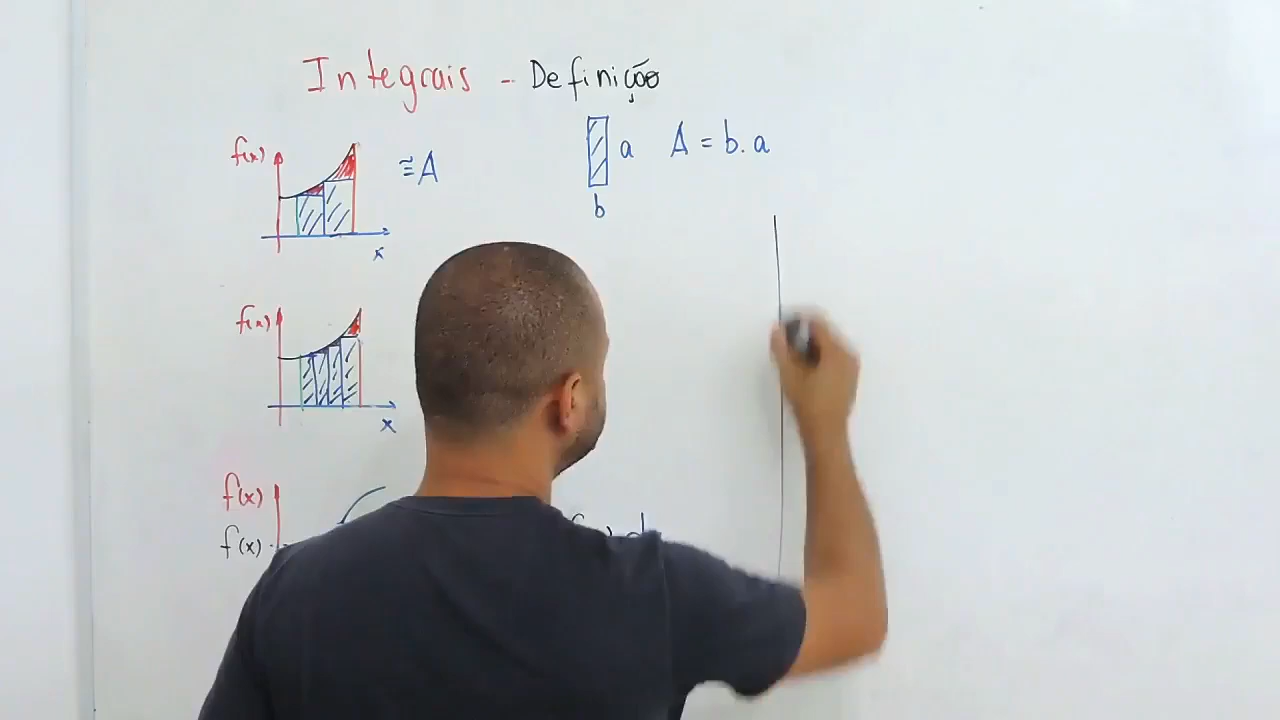 Integrais - Definição
f(x)
≅A
a
A = b.a
b
x
f(x)
x
f(x)
f(x)